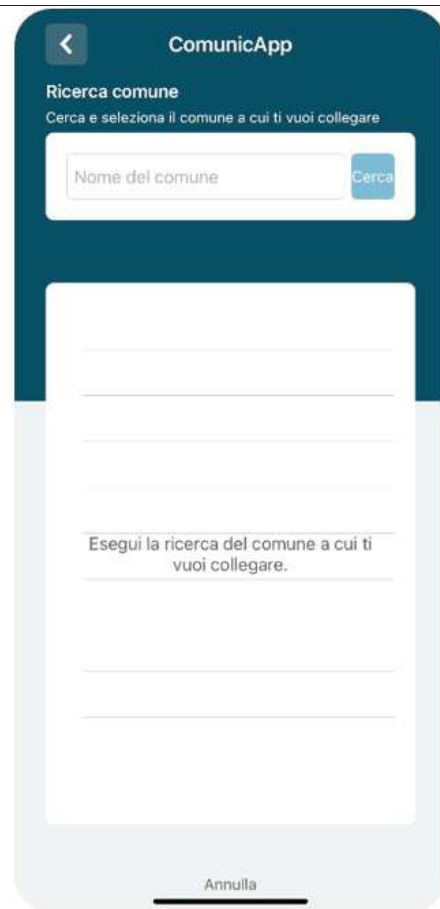 ComunicApp
Ricerca comune
Cerca e seleziona il comune a cui ti vuoi collegare
Nome del comune
Cerca
Esegui la ricerca del comune a cui ti
vuoi collegare.
Annulla